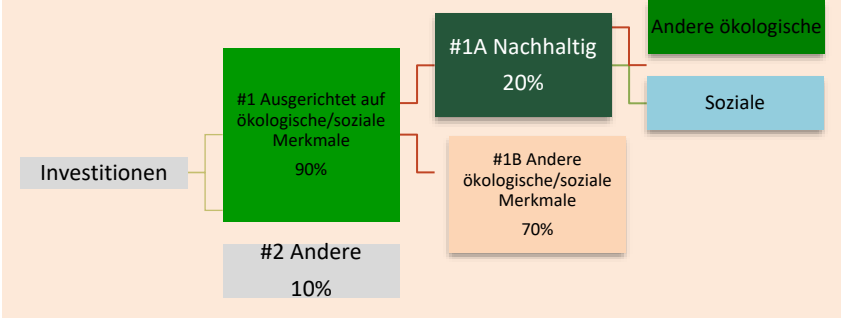 Investitionen
#1 Ausgerichtet auf
ökologische/soziale
Merkmale
90%
#2 Andere
10%
#1A Nachhaltig
20%
#1B Andere
ökologische/soziale
Merkmale
70%
Andere ökologische
Soziale